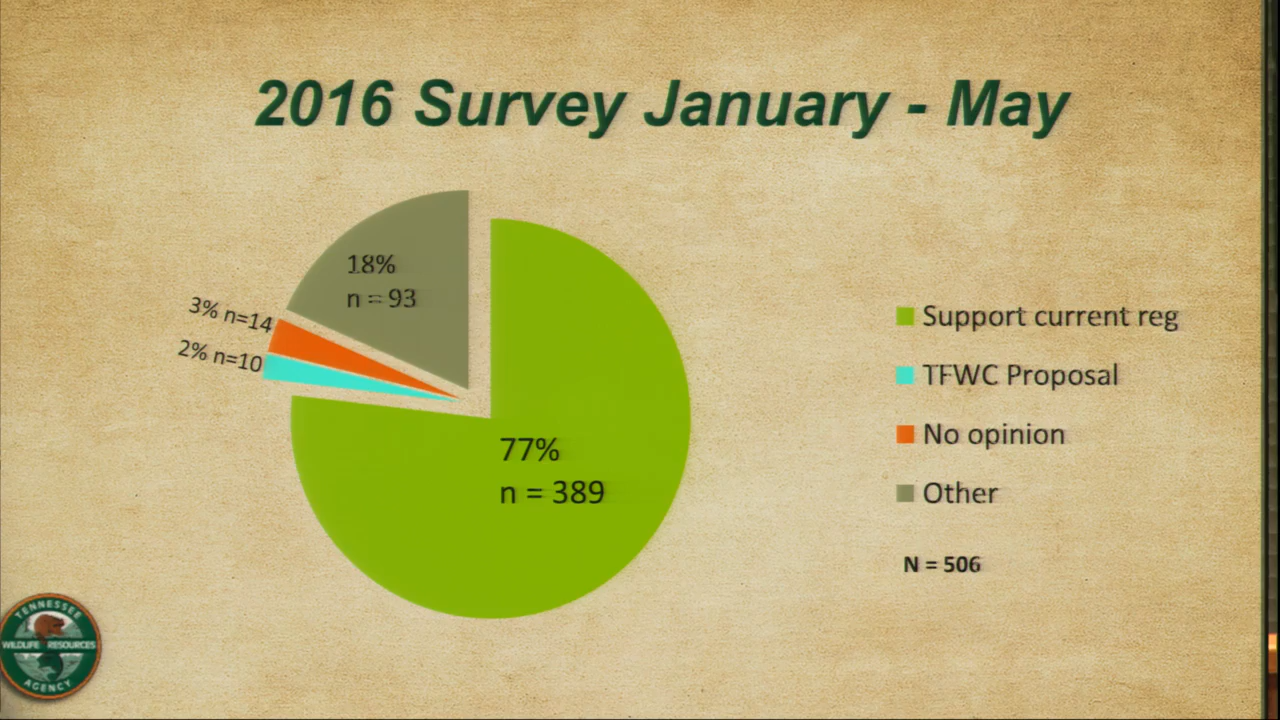 2016 Survey January - May
18%
n = 93
3% n=14
2% n=10
77%
n = 389
Support current reg
TFWC Proposal
No opinion
Other
N = 506
TENNESSEE
WILDLIFE RESOURCES
AGENCY